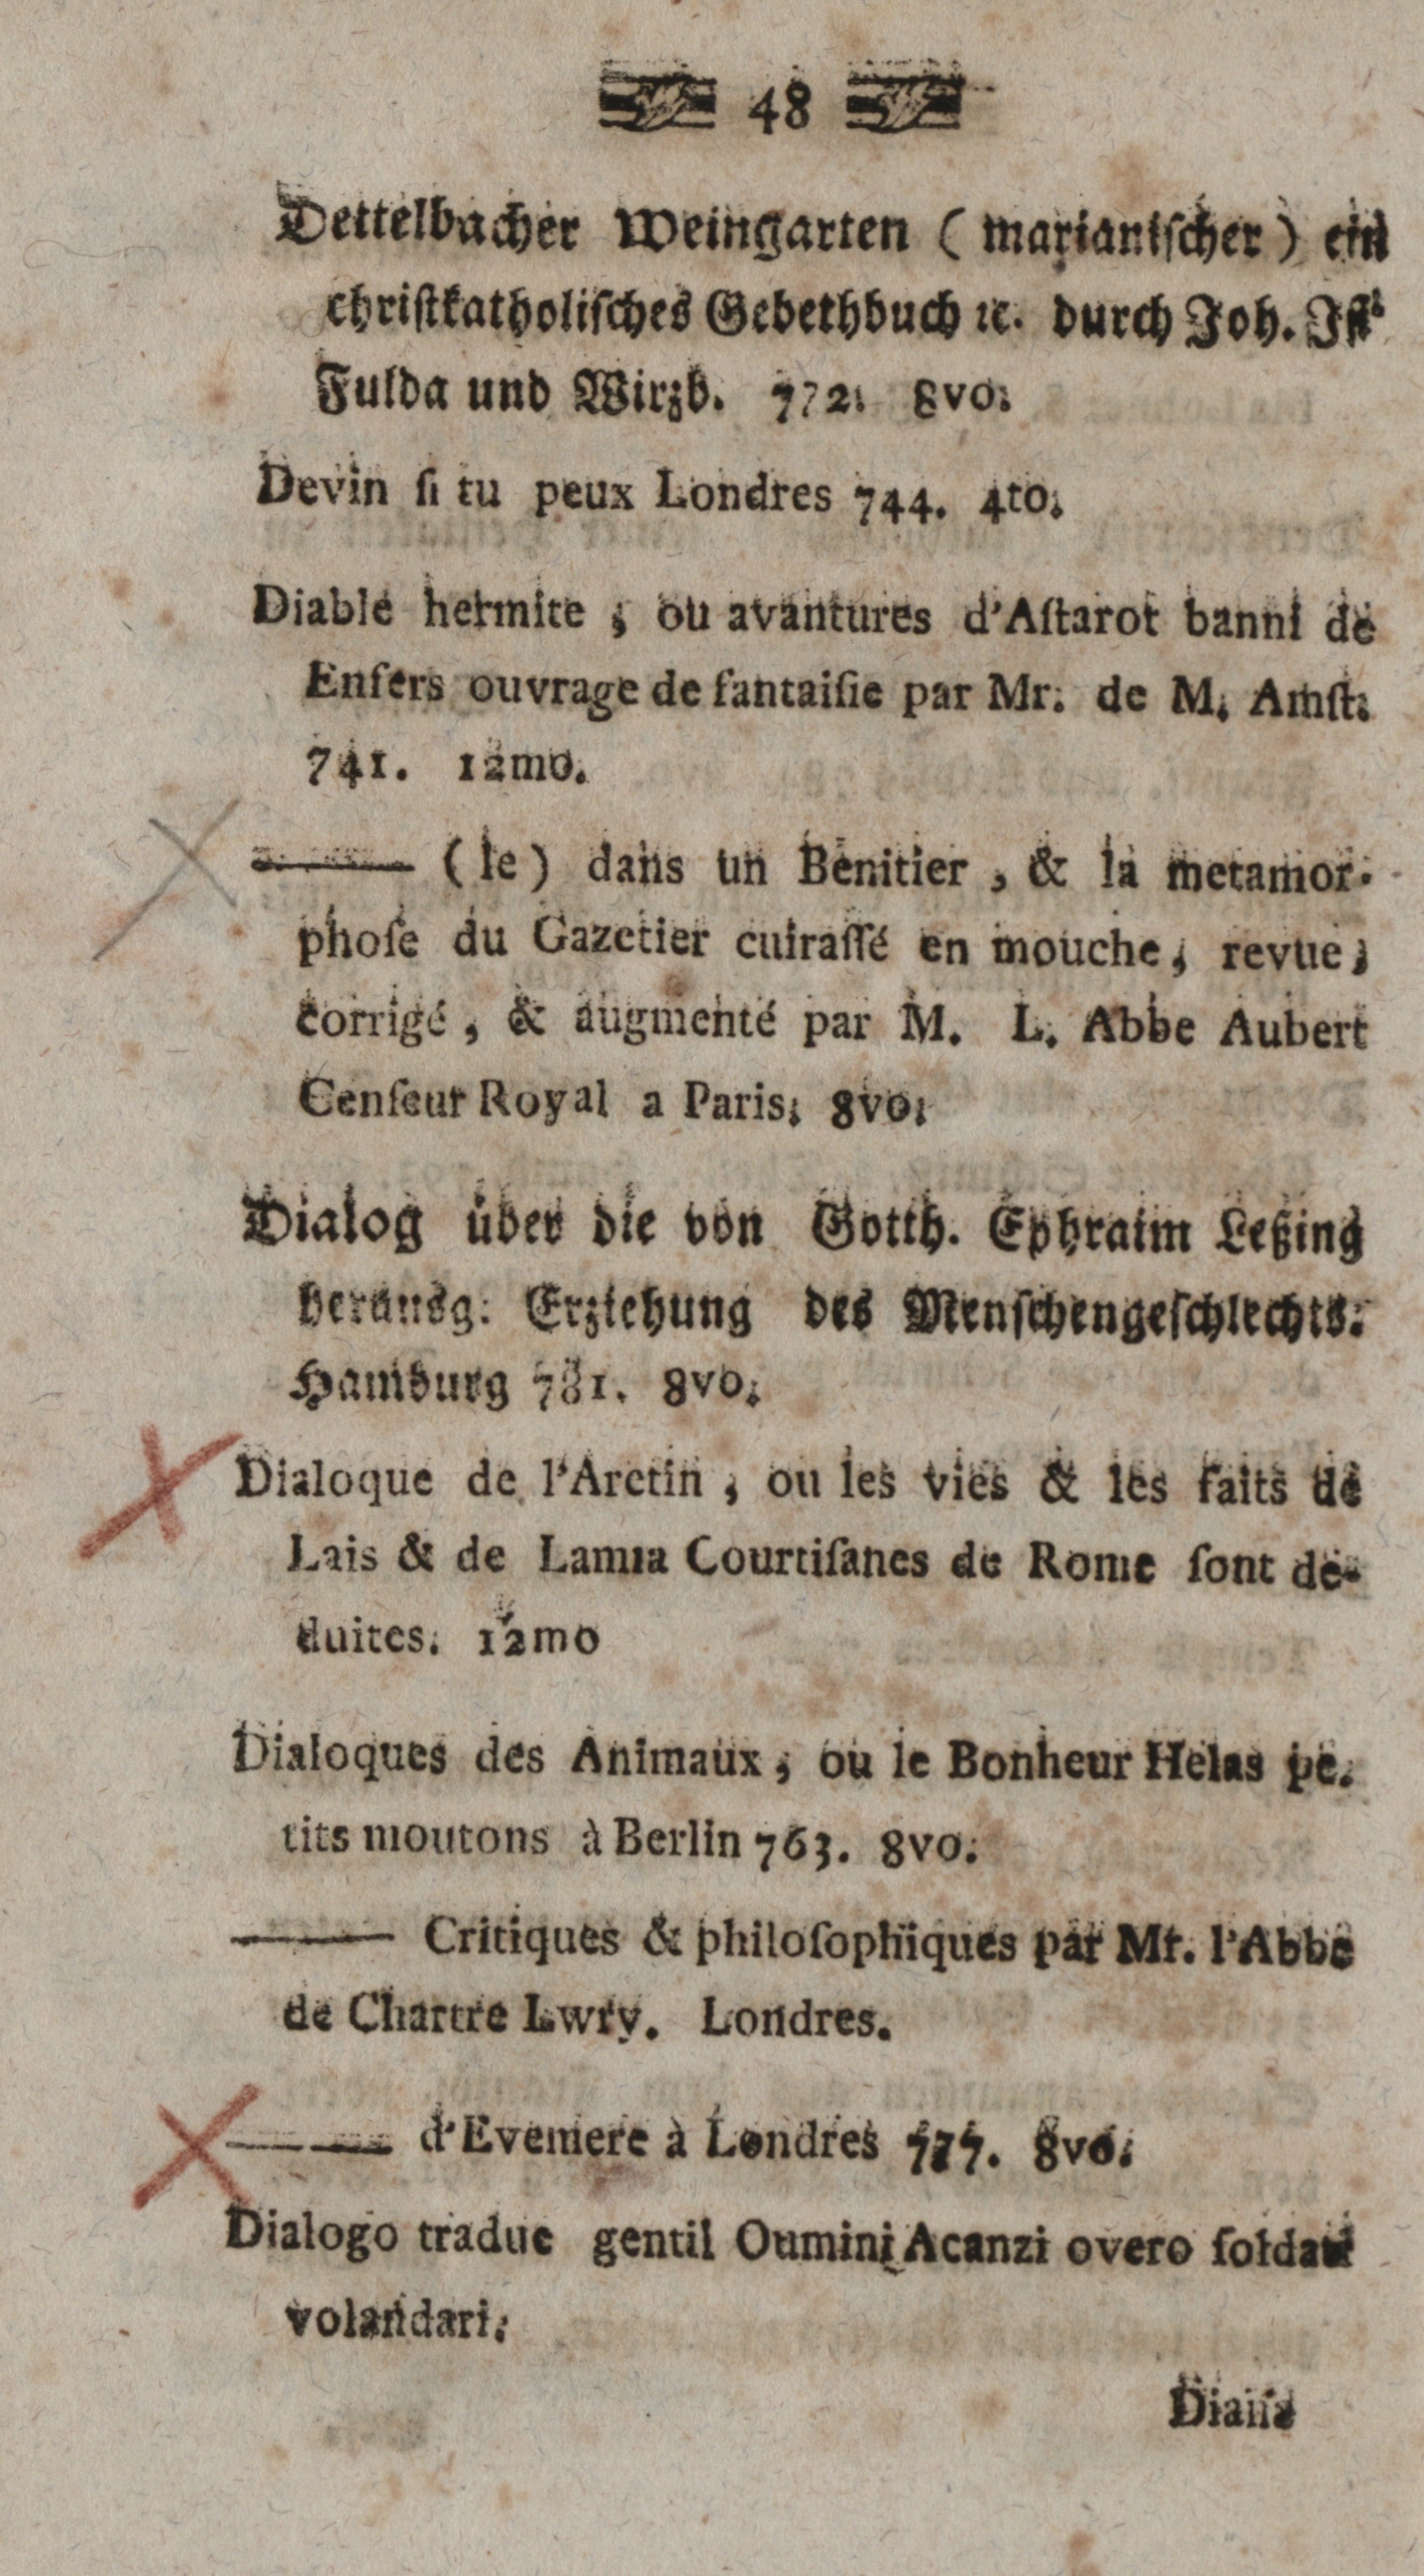 48
Dettelbacher Weingarten (marianischer) ein
christkatholisches Gebethbuch ꝛc. durch Joh.
Fulda und Wirzb. 772. 8vo.
Devin ſi tu peux Londres 744. 4to.
Diable hermite, ou avantures d'Aſtarot banni de
Enfers ouvrage de fantaiſie par Mr. de M. Amſt.
741. 12mo.
—— (le) dans un Benitier, & la metamor-
phoſe du Gazetier cuiraſſé en mouche, revue,
corrigé, & augmenté par M. L. Abbe Aubert
Cenſeur Royal a Paris. 8vo.
Dialog über die von Gotth. Ephraim Leßing
herausg. Erziehung des Menschengeschlechts.
Hamburg 781. 8vo.
Dialoque de l'Aretin, ou les vies & les faits de
Lais & de Lamia Courtiſanes de Rome ſont de-
duites. 12mo
Dialoques des Animaux, ou le Bonheur Helas pe-
tits moutons à Berlin 763. 8vo.
—— Critiques & philoſophiques par Mr. l'Abbe
de Chartre Lwry. Londres.
—— d'Evemere à Londres 777. 8vo.
Dialogo traduc gentil Oumini Acanzi overo ſoldati
volandari.